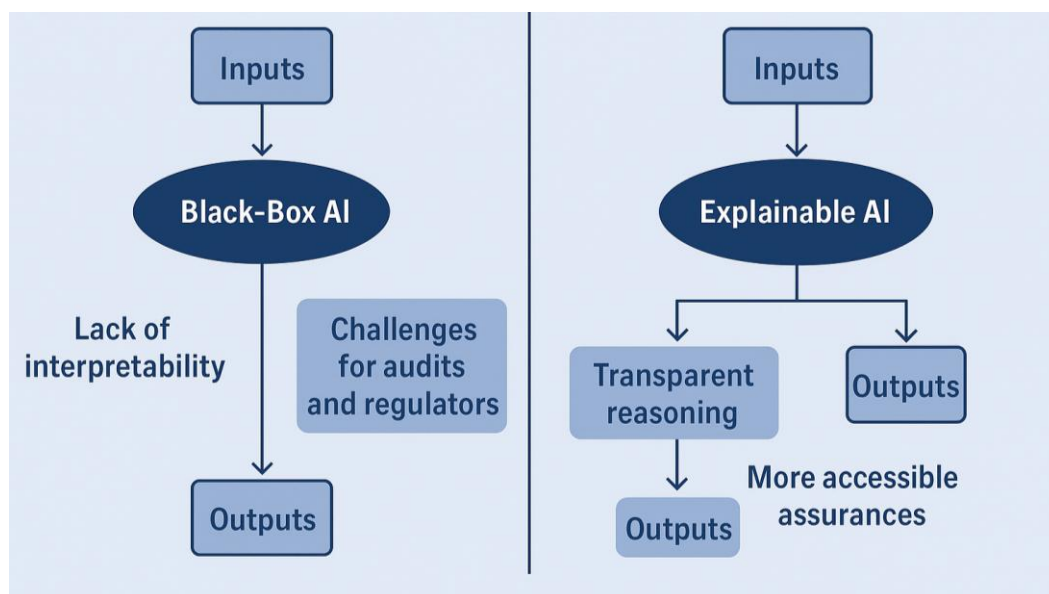 Inputs
Black-Box AI
Lack of
interpretability
Challenges
for audits
and regulators
Outputs
Inputs
Explainable AI
Transparent
reasoning
Outputs
More accessible
assurances
Outputs